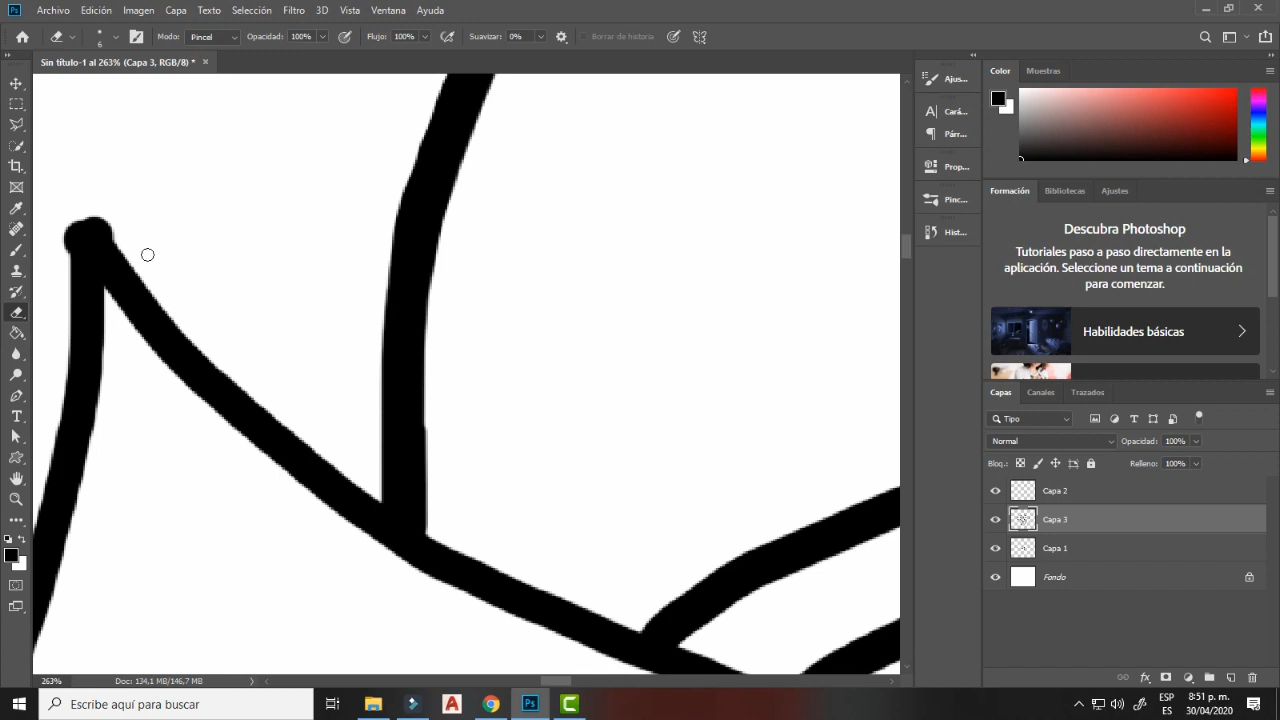 Ps Archivo Edición Imagen Capa Texto Selección Filtro 3D Vista Ventana Ayuda
6 Modo: Pincel Opacidad: 100% Flujo: 100% Suavizar: 0% Borrar de historia
Sin título-1 al 263% (Capa 3, RGB/8) * ×
Color Muestras
Ajus...
A| Cará...
¶ Párr...
Prop...
Pinc...
Hist...
Formación Bibliotecas Ajustes
Descubra Photoshop
Tutoriales paso a paso directamente en la
aplicación. Seleccione un tema a continuación
para comenzar.
Habilidades básicas
Capas Canales Trazados
Tipo
Normal Opacidad: 100%
Bloq.: Relleno: 100%
Capa 2
Capa 3
Capa 1
Fondo
263% Doc: 134,1 MB/146,7 MB
Escribe aquí para buscar
A Ps C
ESP
8:51 p. m.
30/04/2020